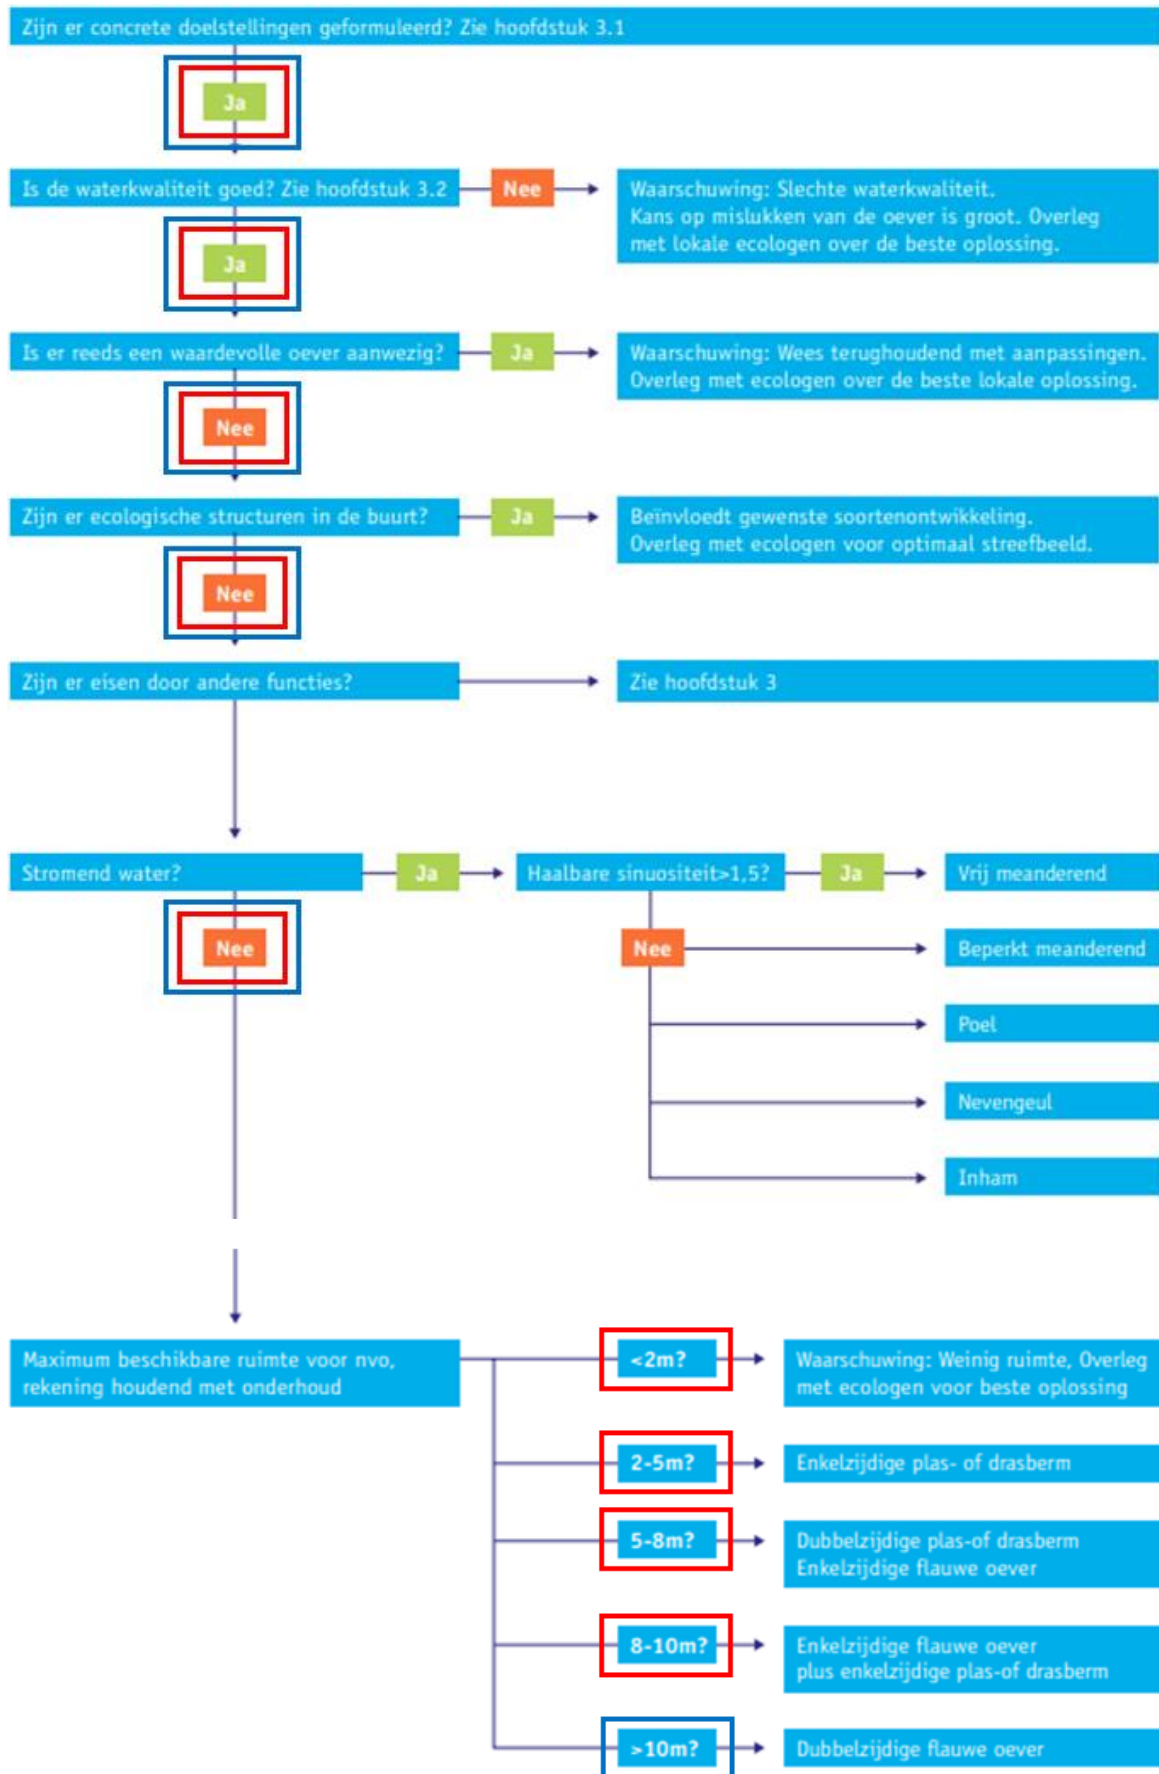 Zijn er concrete doelstellingen geformuleerd? Zie hoofdstuk 3.1
Ja
Is de waterkwaliteit goed? Zie hoofdstuk 3.2
Nee
Waarschuwing: Slechte waterkwaliteit.
Kans op mislukken van de oever is groot. Overleg
met lokale ecologen over de beste oplossing.
Ja
Is er reeds een waardevolle oever aanwezig?
Ja
Waarschuwing: Wees terughoudend met aanpassingen.
Overleg met ecologen over de beste lokale oplossing.
Nee
Zijn er ecologische structuren in de buurt?
Ja
Beïnvloedt gewenste soortenontwikkeling.
Overleg met ecologen voor optimaal streefbeeld.
Nee
Zijn er eisen door andere functies?
Zie hoofdstuk 3
Stromend water?
Ja
Haalbare sinuositeit>1,5?
Ja
Vrij meanderend
Nee
Nee
Beperkt meanderend
Poel
Nevengeul
Inham
Maximum beschikbare ruimte voor nvo,
rekening houdend met onderhoud
<2m?
Waarschuwing: Weinig ruimte, Overleg
met ecologen voor beste oplossing
2-5m?
Enkelzijdige plas- of drasberm
5-8m?
Dubbelzijdige plas-of drasberm
Enkelzijdige flauwe oever
8-10m?
Enkelzijdige flauwe oever
plus enkelzijdige plas-of drasberm
>10m?
Dubbelzijdige flauwe oever